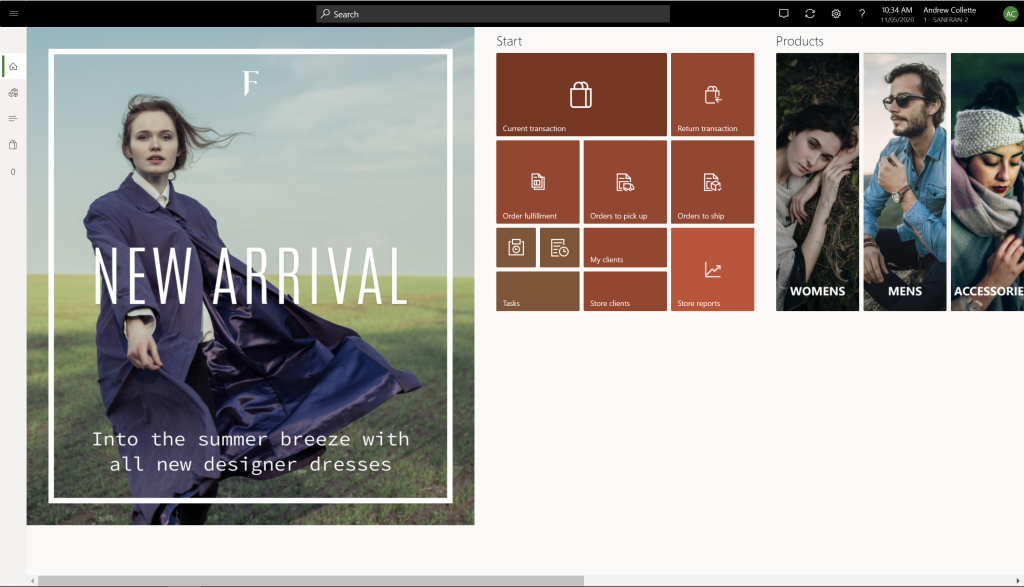 Search
10:34 AM
11/05/2020
Andrew Collette
1 - SANFRAN-2
AC
0
F
NEW ARRIVAL
Into the summer breeze with
all new designer dresses
Start
Current transaction
Return transaction
Order fulfillment
Orders to pick up
Orders to ship
My clients
Tasks
Store clients
Store reports
Products
WOMENS
MENS
ACCESSORIE